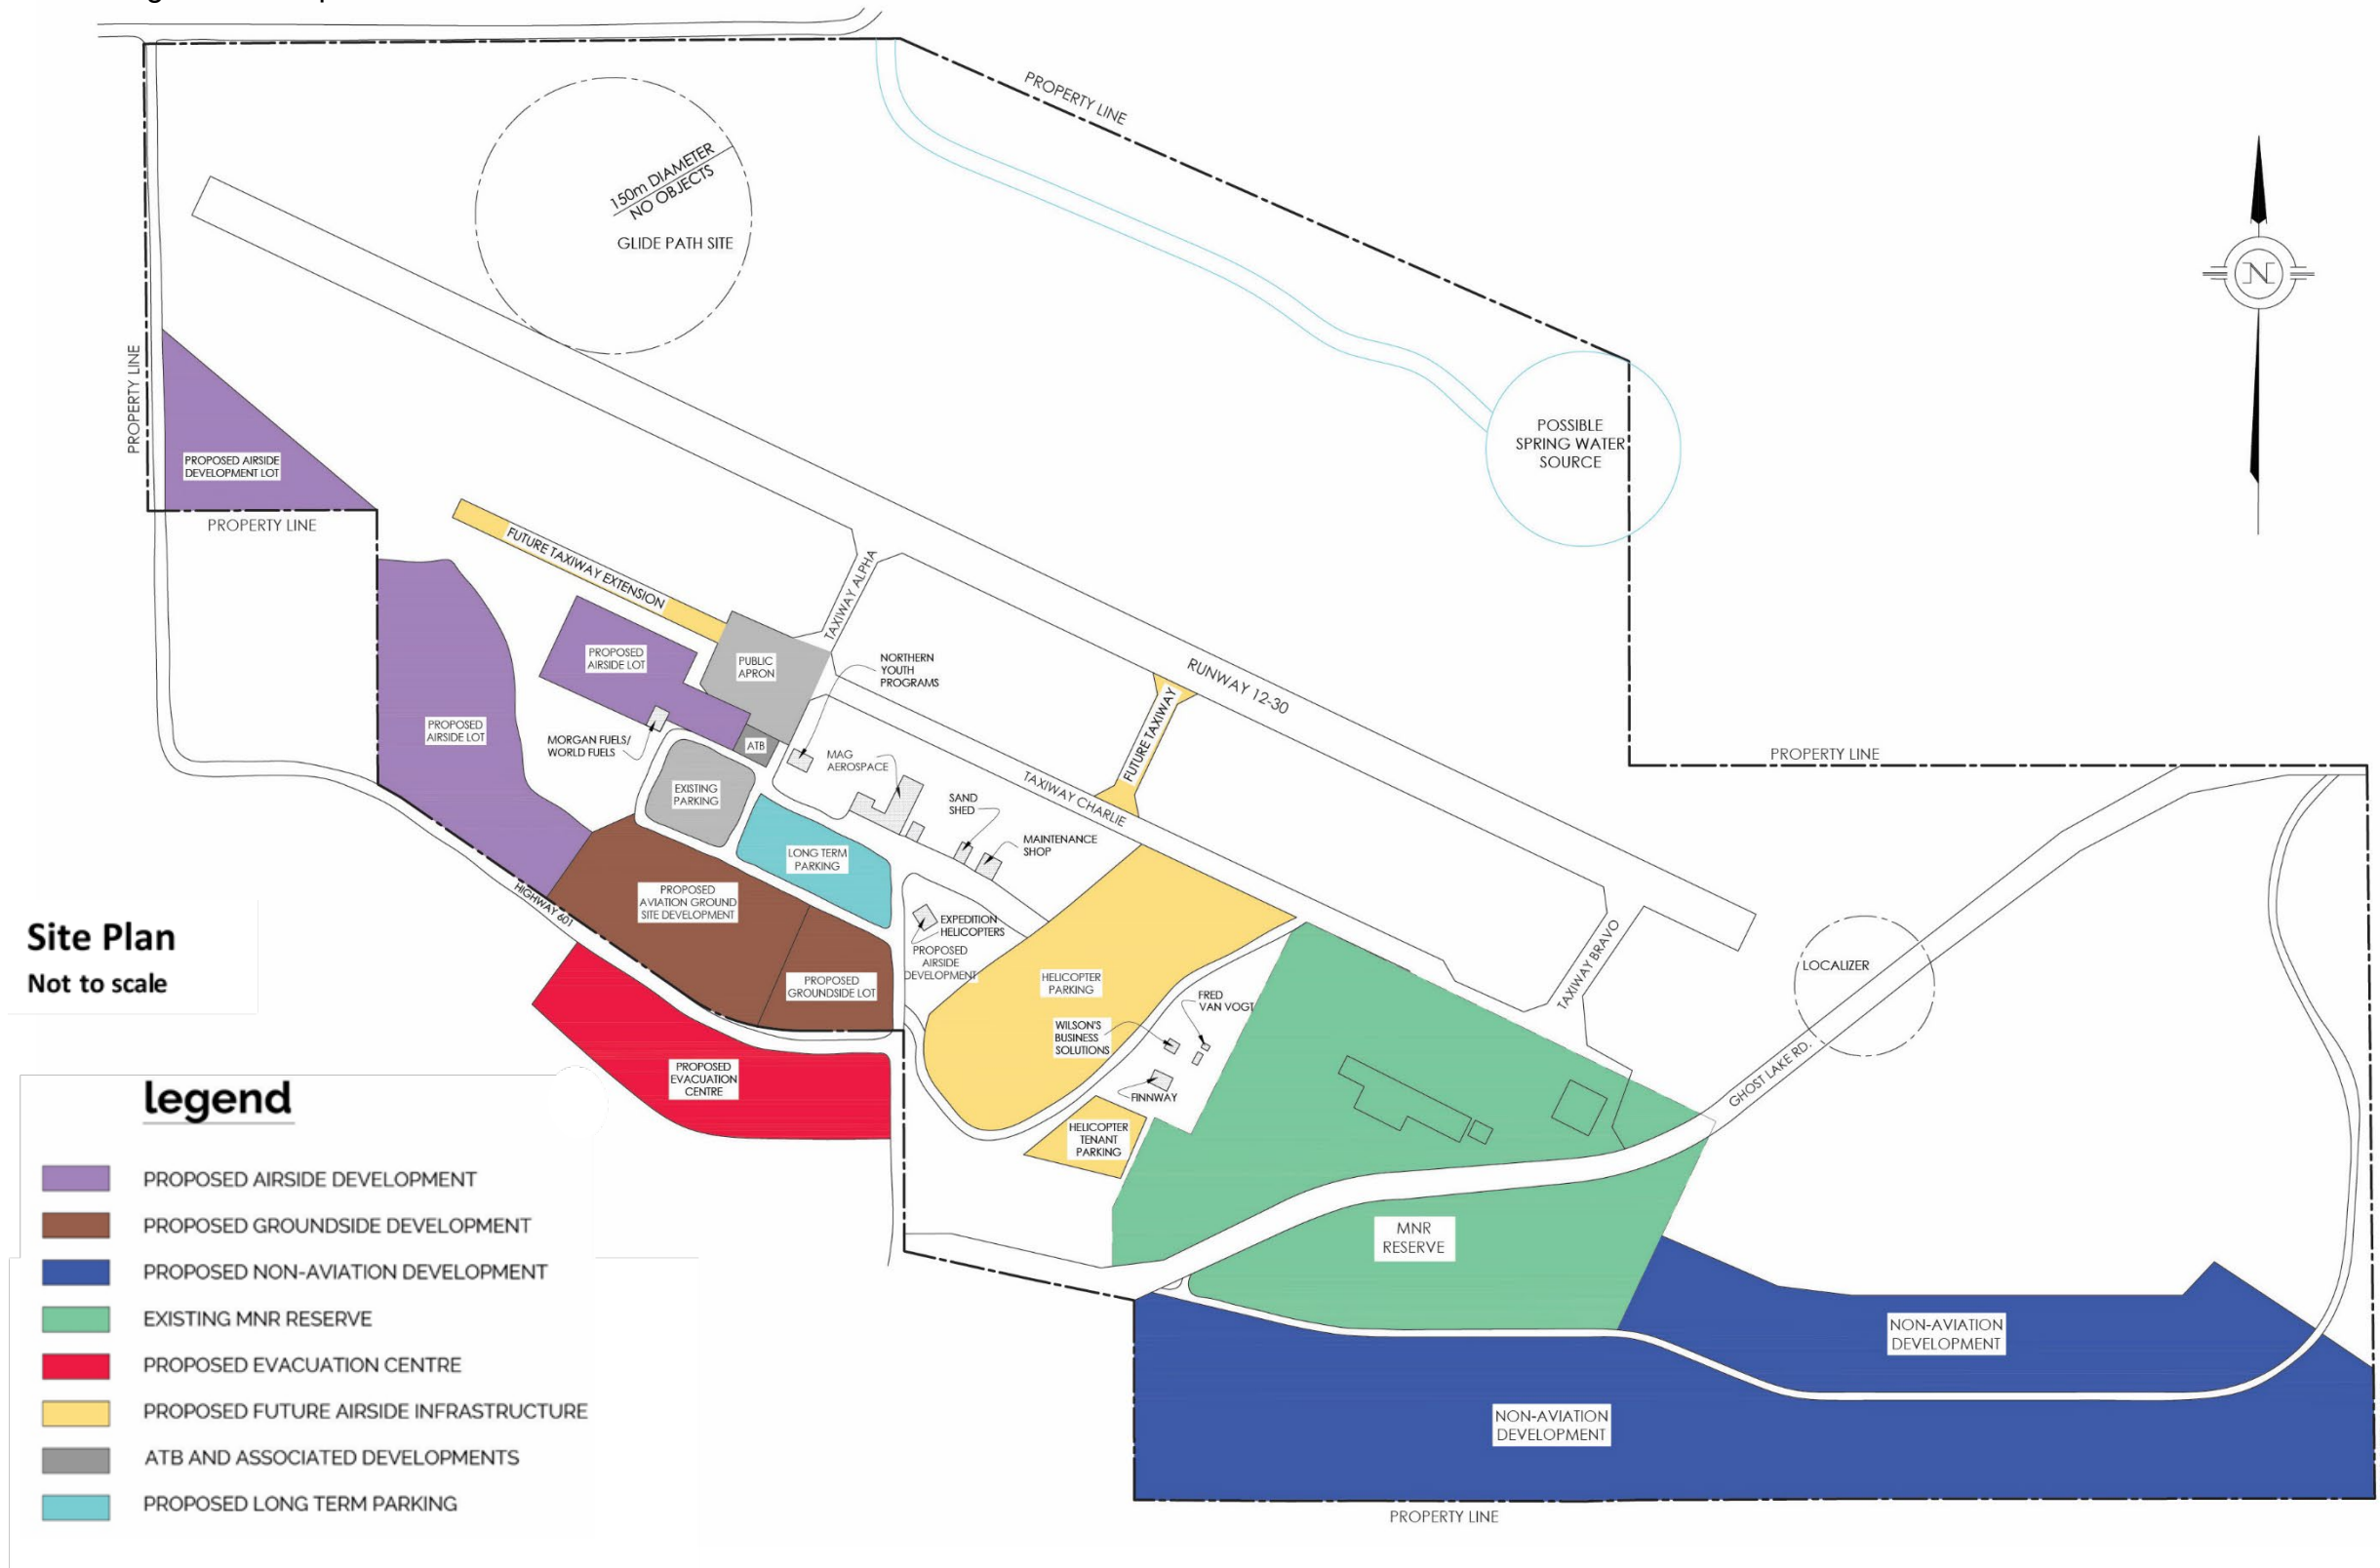 PROPERTY LINE
150m DIAMETER
NO OBJECTS
GLIDE PATH SITE
N
PROPERTY LINE
POSSIBLE
SPRING WATER
SOURCE
PROPOSED AIRSIDE
DEVELOPMENT LOT
PROPERTY LINE
FUTURE TAXIWAY EXTENSION
TAXIWAY ALPHA
PROPOSED
AIRSIDE LOT
PUBLIC
APRON
NORTHERN
YOUTH
PROGRAMS
RUNWAY 12-30
FUTURE TAXIWAY
PROPOSED
AIRSIDE LOT
MORGAN FUELS/
WORLD FUELS
ATB
MAG
AEROSPACE
PROPERTY LINE
TAXIWAY CHARLIE
EXISTING
PARKING
SAND
SHED
MAINTENANCE
SHOP
LONG TERM
PARKING
PROPOSED
AVIATION GROUND
SITE DEVELOPMENT
HIGHWAY 601
EXPEDITION
HELICOPTERS
PROPOSED
AIRSIDE
DEVELOPMENT
TAXIWAY BRAVO
LOCALIZER
PROPOSED
GROUNDSIDE LOT
HELICOPTER
PARKING
FRED
VAN VOGT
WILSON'S
BUSINESS
SOLUTIONS
Site Plan
Not to scale
PROPOSED
EVACUATION
CENTRE
FINNWAY
GHOST LAKE RD.
HELICOPTER
TENANT
PARKING
MNR
RESERVE
NON-AVIATION
DEVELOPMENT
NON-AVIATION
DEVELOPMENT
PROPERTY LINE
legend
PROPOSED AIRSIDE DEVELOPMENT
PROPOSED GROUNDSIDE DEVELOPMENT
PROPOSED NON-AVIATION DEVELOPMENT
EXISTING MNR RESERVE
PROPOSED EVACUATION CENTRE
PROPOSED FUTURE AIRSIDE INFRASTRUCTURE
ATB AND ASSOCIATED DEVELOPMENTS
PROPOSED LONG TERM PARKING